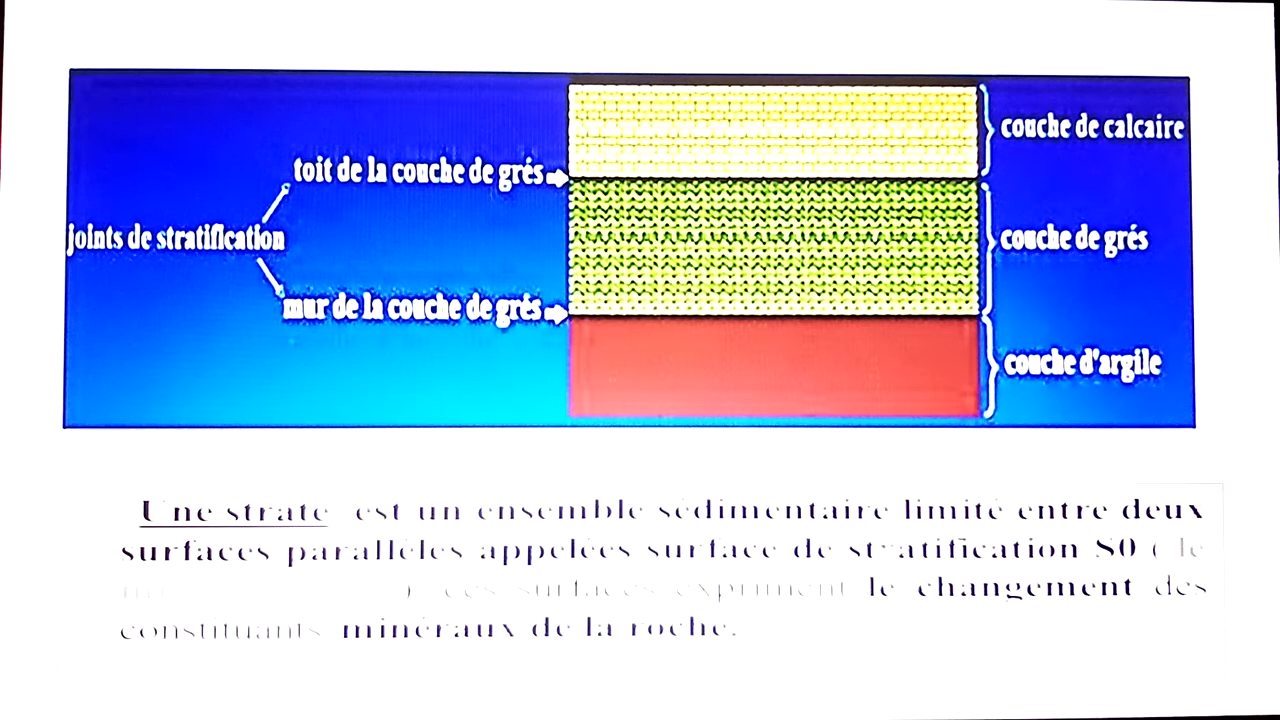 couche de calcaire
toit de la couche de grés
joints de stratification
couche de grés
mur de la couche de grés
couche d'argile
Une strate est un ensemble sédimentaire limité entre deux
surfaces parallèles appelées surface de stratification S0 ( le
) ces surfaces expriment le changement des
constituants minéraux de la roche.